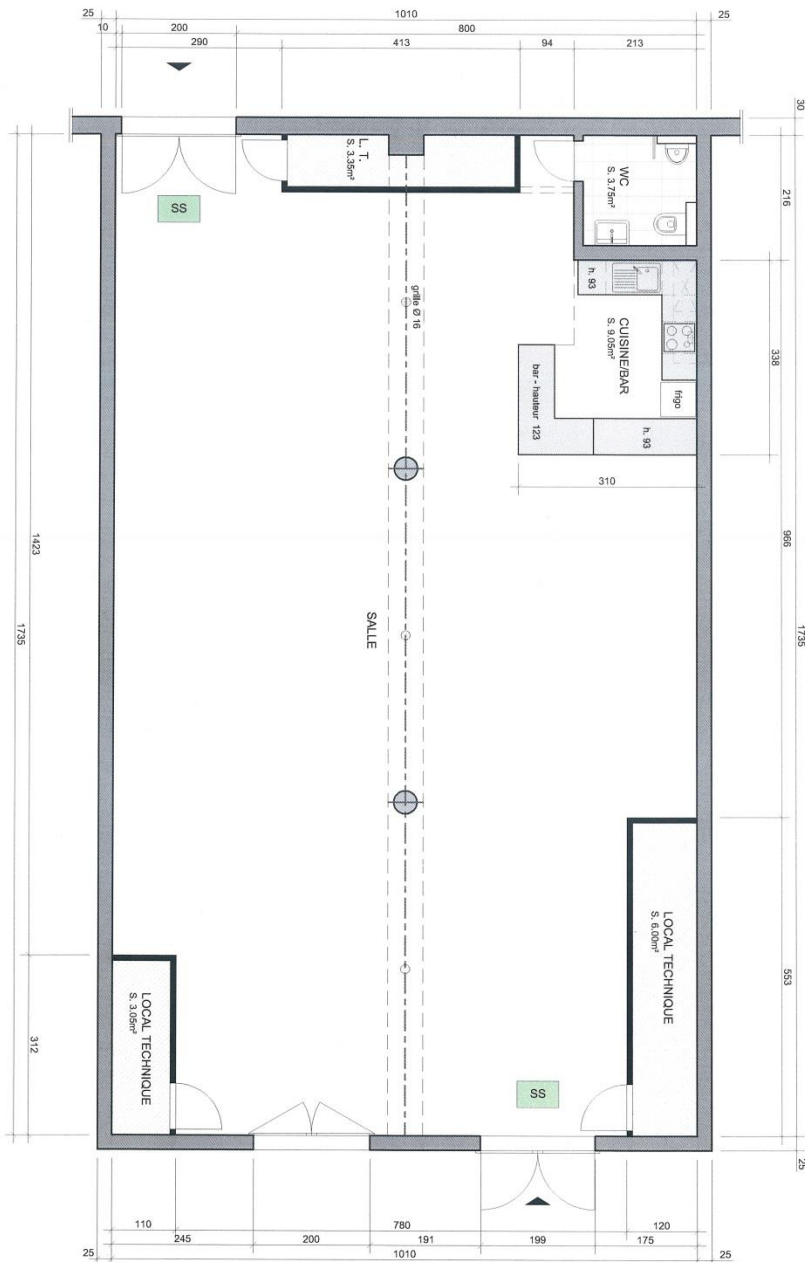 25
1010
25
10
200
800
290
413
94
213
30
L. T.
S. 3.35m²
WC
S. 3.75m²
216
SS
grille Ø 16
h. 93
CUISINE/BAR
S. 9.05m²
338
bar - hauteur 123
frigo
h. 93
310
1423
1735
SALLE
966
1735
LOCAL TECHNIQUE
S. 6.00m²
553
LOCAL TECHNIQUE
S. 3.05m²
312
SS
25
110
780
120
245
200
191
199
175
25
1010
25